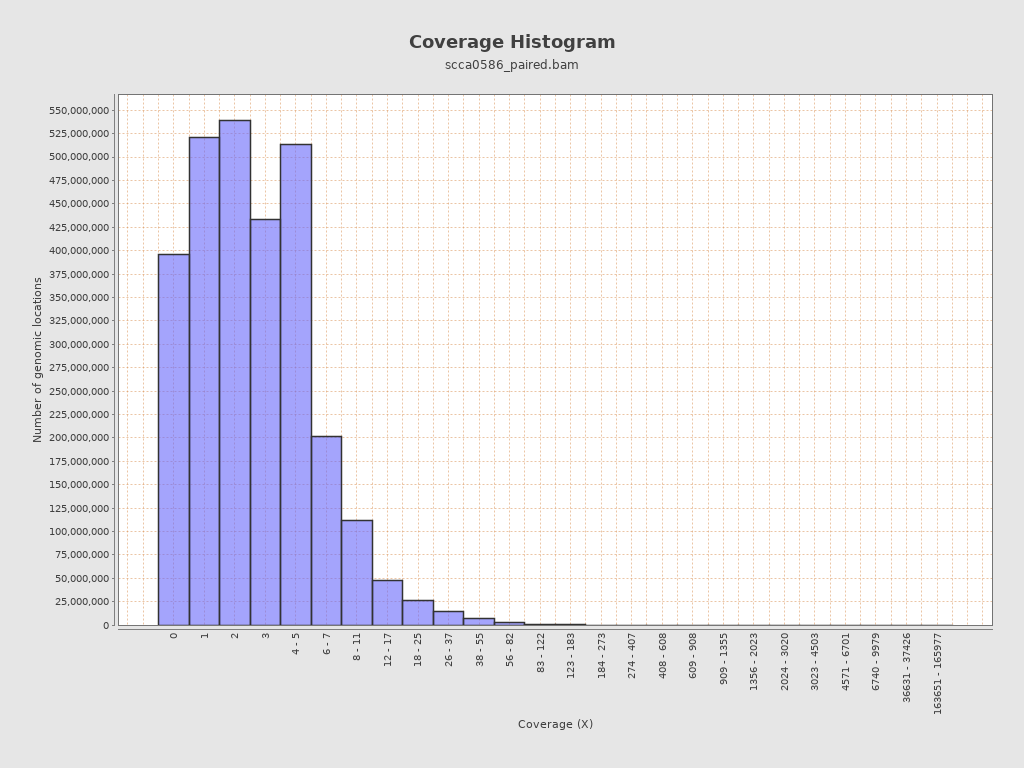 Coverage Histogram
scca0586_paired.bam
Number of genomic locations
550,000,000
525,000,000
500,000,000
475,000,000
450,000,000
425,000,000
400,000,000
375,000,000
350,000,000
325,000,000
300,000,000
275,000,000
250,000,000
225,000,000
200,000,000
175,000,000
150,000,000
125,000,000
100,000,000
75,000,000
50,000,000
25,000,000
0
0
1
2
3
4 - 5
6 - 7
8 - 11
12 - 17
18 - 25
26 - 37
38 - 55
56 - 82
83 - 122
123 - 183
184 - 273
274 - 407
408 - 608
609 - 908
909 - 1355
1356 - 2023
2024 - 3020
3023 - 4503
4571 - 6701
6740 - 9979
36631 - 37426
163651 - 165977
Coverage (X)